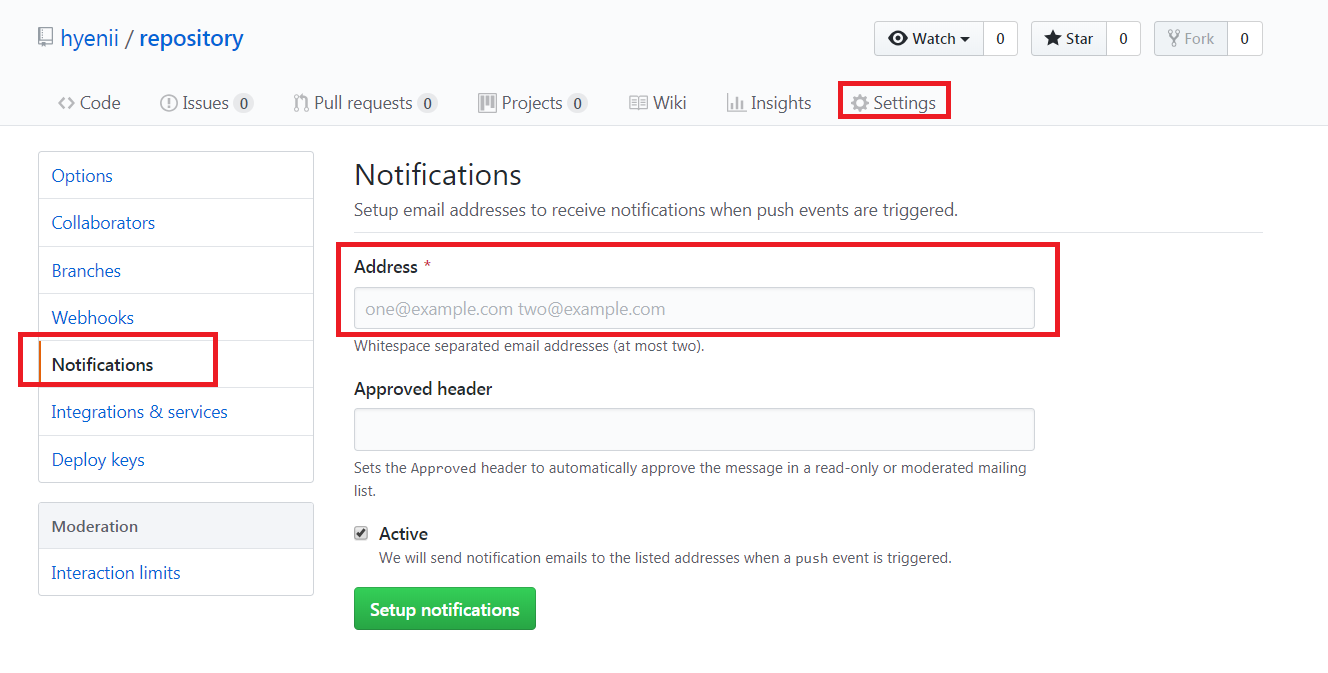 hyenii / repository
Watch 0 Star 0 Fork 0
Code Issues 0 Pull requests 0 Projects 0 Wiki Insights Settings
Options
Collaborators
Branches
Webhooks
Notifications
Integrations & services
Deploy keys
Moderation
Interaction limits
Notifications
Setup email addresses to receive notifications when push events are triggered.
Address *
one@example.com two@example.com
Whitespace separated email addresses (at most two).
Approved header
Sets the Approved header to automatically approve the message in a read-only or moderated mailing
list.
Active
We will send notification emails to the listed addresses when a push event is triggered.
Setup notifications